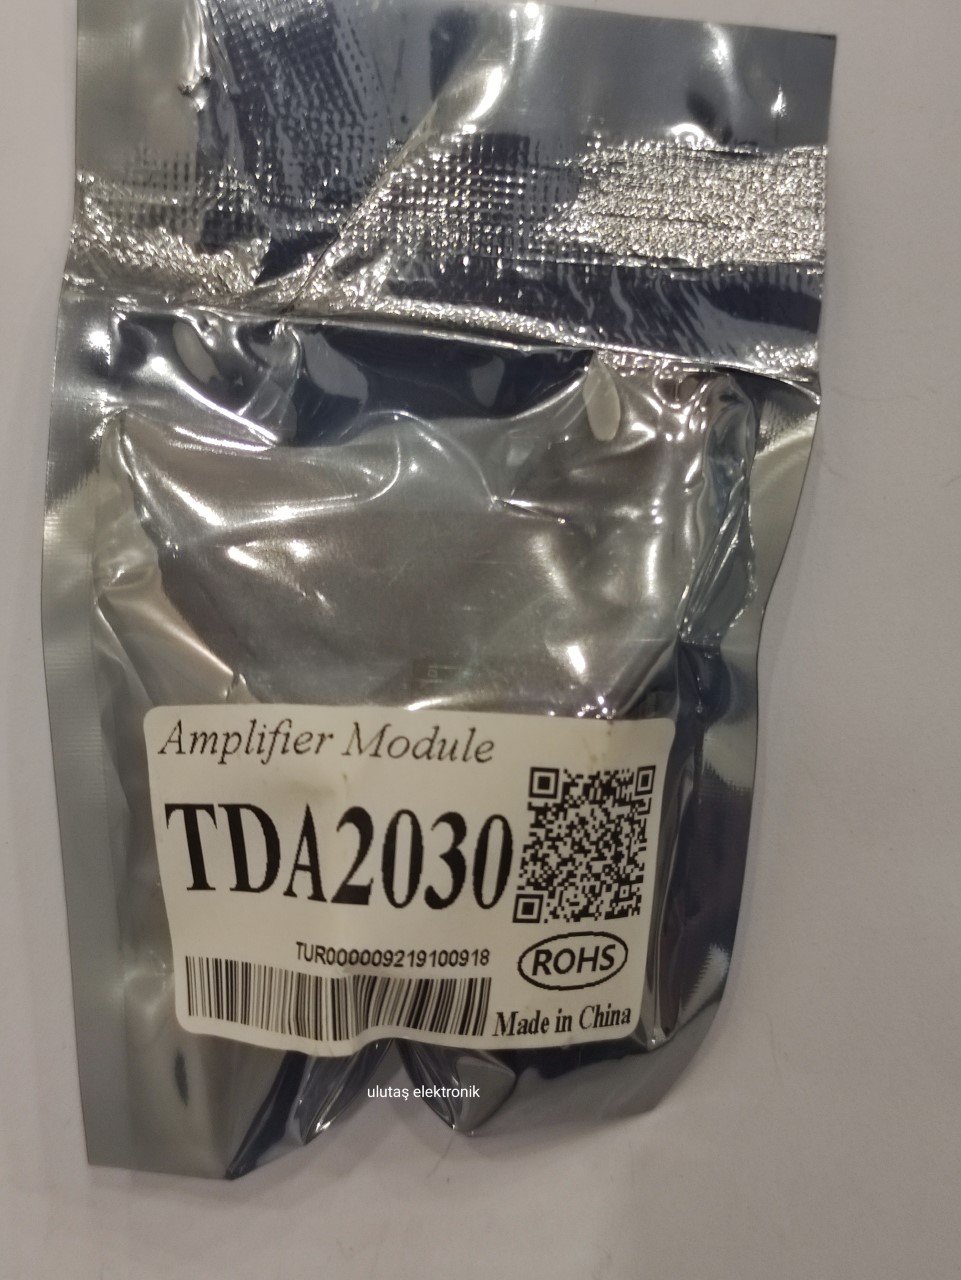 Amplifier Module
TDA2030
TUR000009219100918
ROHS
Made in China
ulutaş elektronik